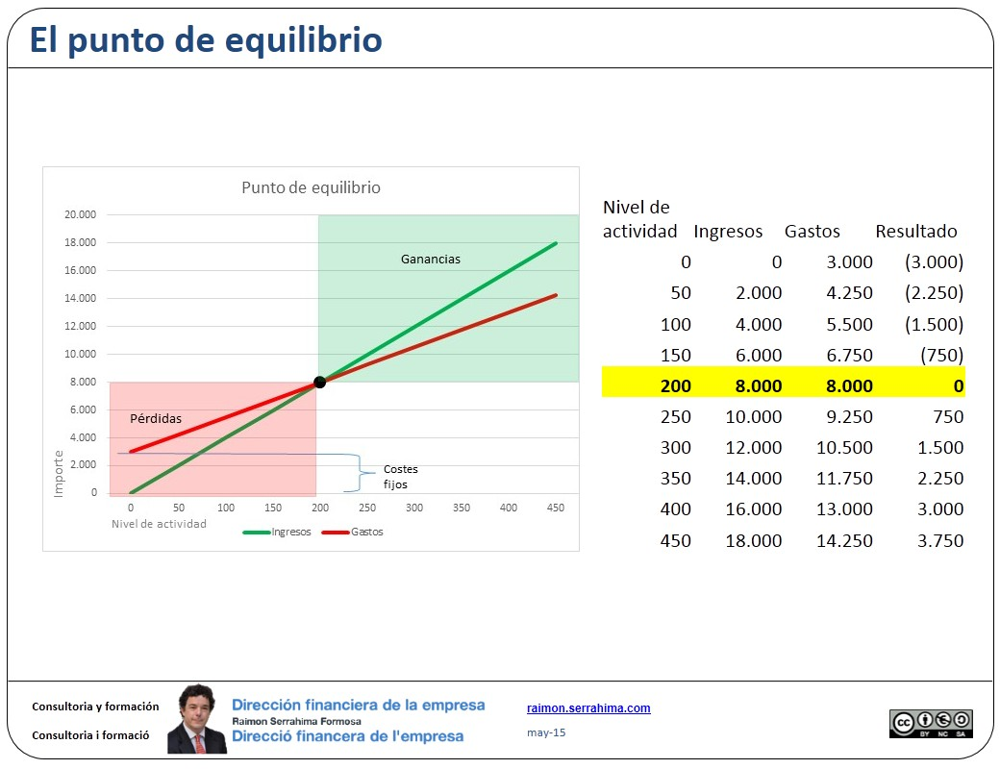 El punto de equilibrio
Punto de equilibrio
20.000
18.000
16.000
14.000
12.000
10.000
8.000
6.000
4.000
2.000
0
Importe
Ganancias
Pérdidas
Costes
fijos
0 50 100 150 200 250 300 350 400 450
Nivel de actividad
Ingresos Gastos
Nivel de
actividad Ingresos Gastos Resultado
0 0 3.000 (3.000)
50 2.000 4.250 (2.250)
100 4.000 5.500 (1.500)
150 6.000 6.750 (750)
200 8.000 8.000 0
250 10.000 9.250 750
300 12.000 10.500 1.500
350 14.000 11.750 2.250
400 16.000 13.000 3.000
450 18.000 14.250 3.750
Consultoria y formación
Consultoria i formació
Dirección financiera de la empresa
Raimon Serrahima Formosa
Direcció financera de l'empresa
raimon.serrahima.com
may-15
cc
BY NC SA